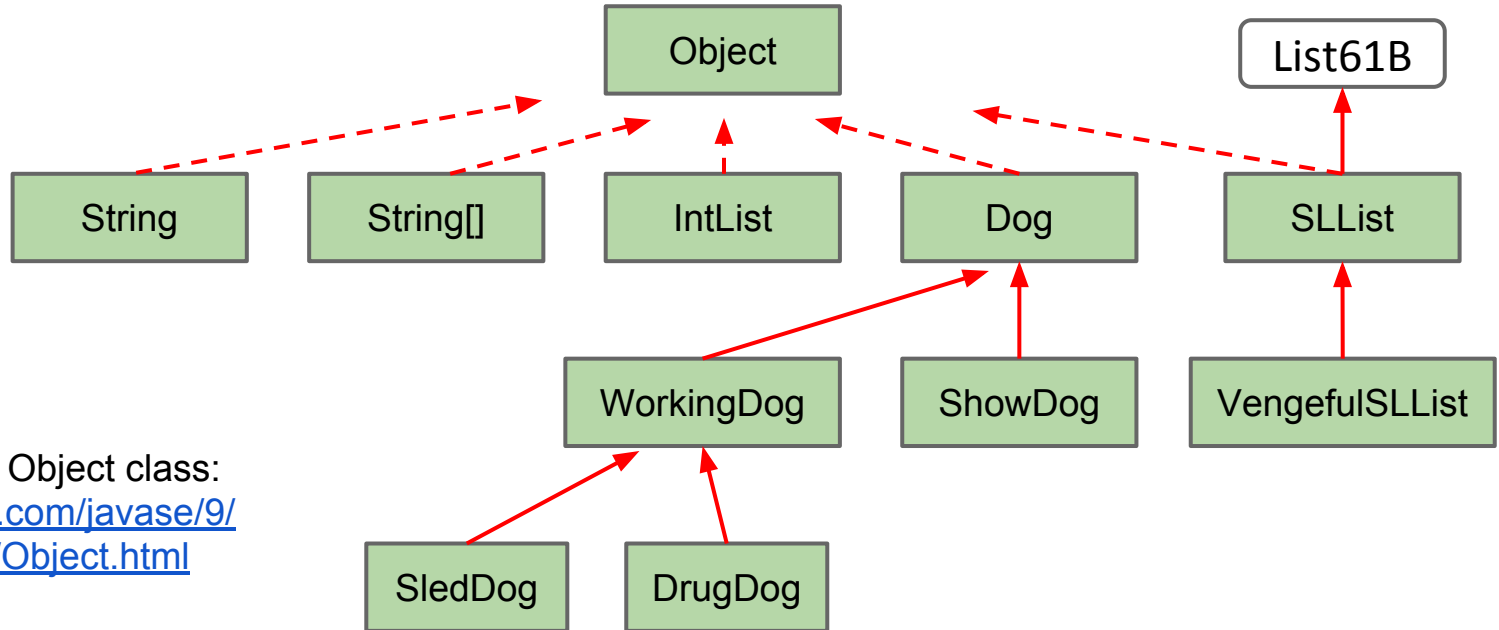 Object
List61B
String
String[]
IntList
Dog
SLList
WorkingDog
ShowDog
VengefulSLList
Object class:
.com/javase/9/
/Object.html
SledDog
DrugDog